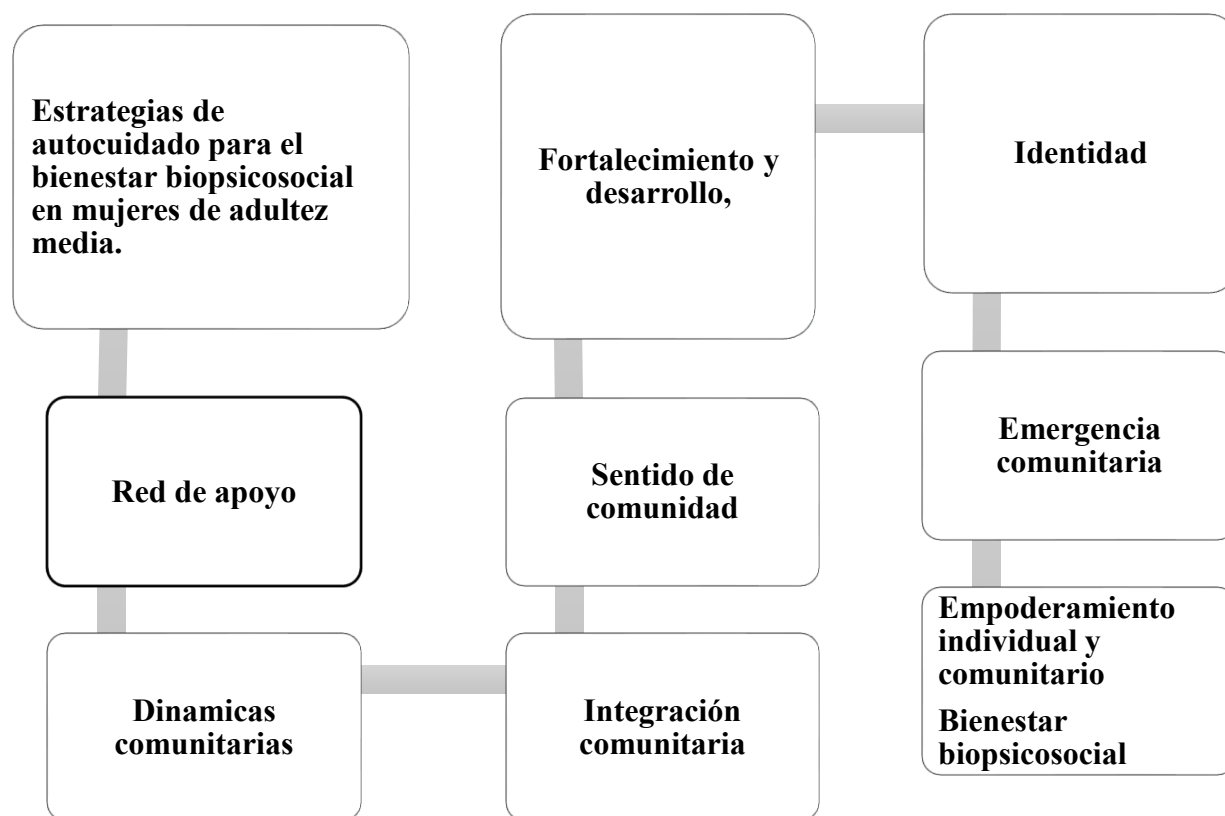 Estrategias de
autocuidado para el
bienestar biopsicosocial
en mujeres de adultez
media.
Red de apoyo
Dinamicas
comunitarias
Integración
comunitaria
Sentido de
comunidad
Fortalecimiento y
desarrollo,
Identidad
Emergencia
comunitaria
Empoderamiento
individual y
comunitario
Bienestar
biopsicosocial